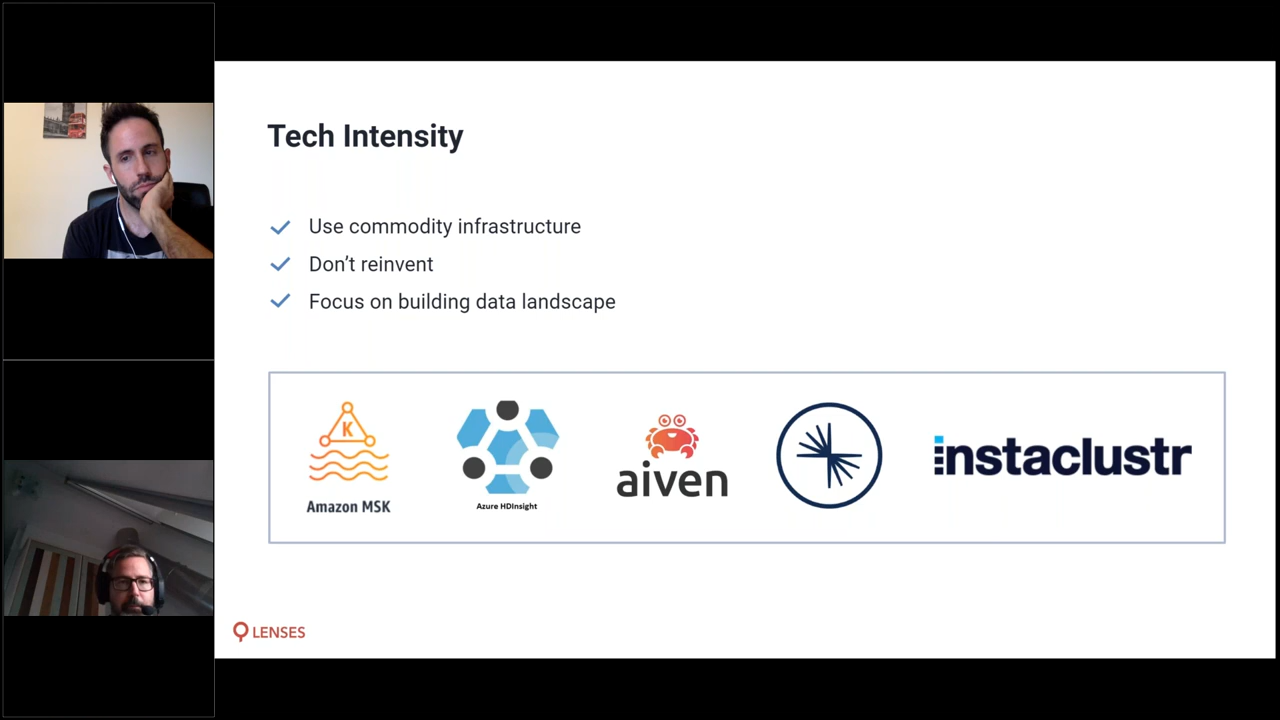 Tech Intensity
Use commodity infrastructure
Don't reinvent
Focus on building data landscape
K
Amazon MSK
Azure HDInsight
aiven
instaclustr
LENSES